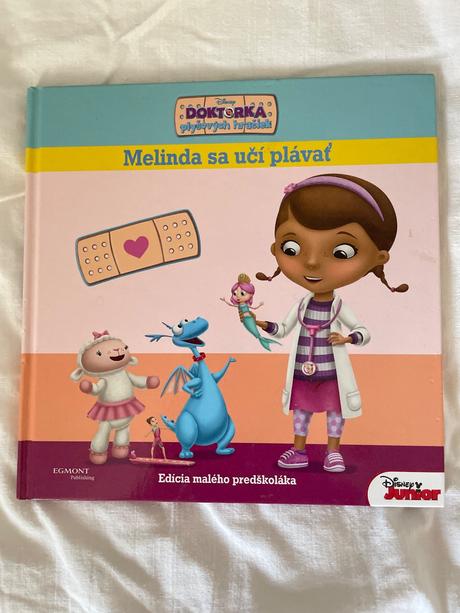 Disney
DOKTORKA
plyšových hračiek
Melinda sa učí plávať
EGMONT
Publishing
Edícia malého predškoláka
Disney
Junior